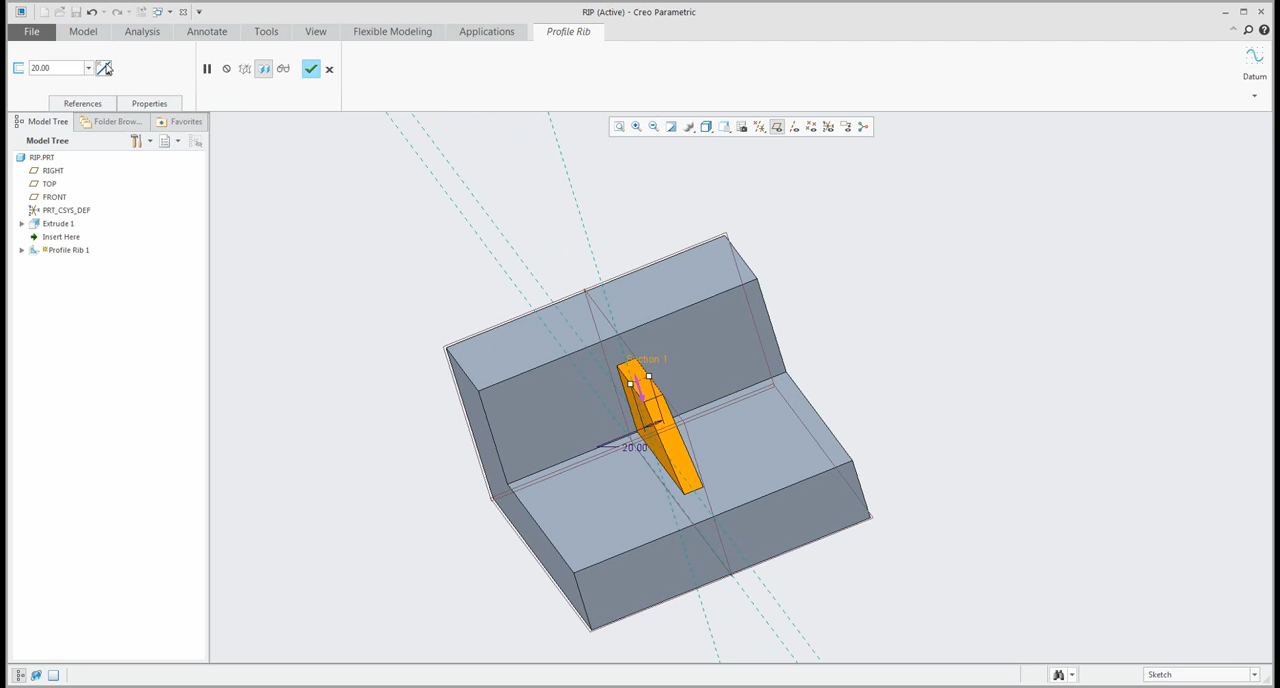 RIP (Active) - Creo Parametric
File Model Analysis Annotate Tools View Flexible Modeling Applications Profile Rib
20.00
Datum
References Properties
Model Tree Folder Brow... Favorites
Model Tree
RIP.PRT
RIGHT
TOP
FRONT
PRT_CSYS_DEF
Extrude 1
Insert Here
Profile Rib 1
Section 1
20.00
Sketch